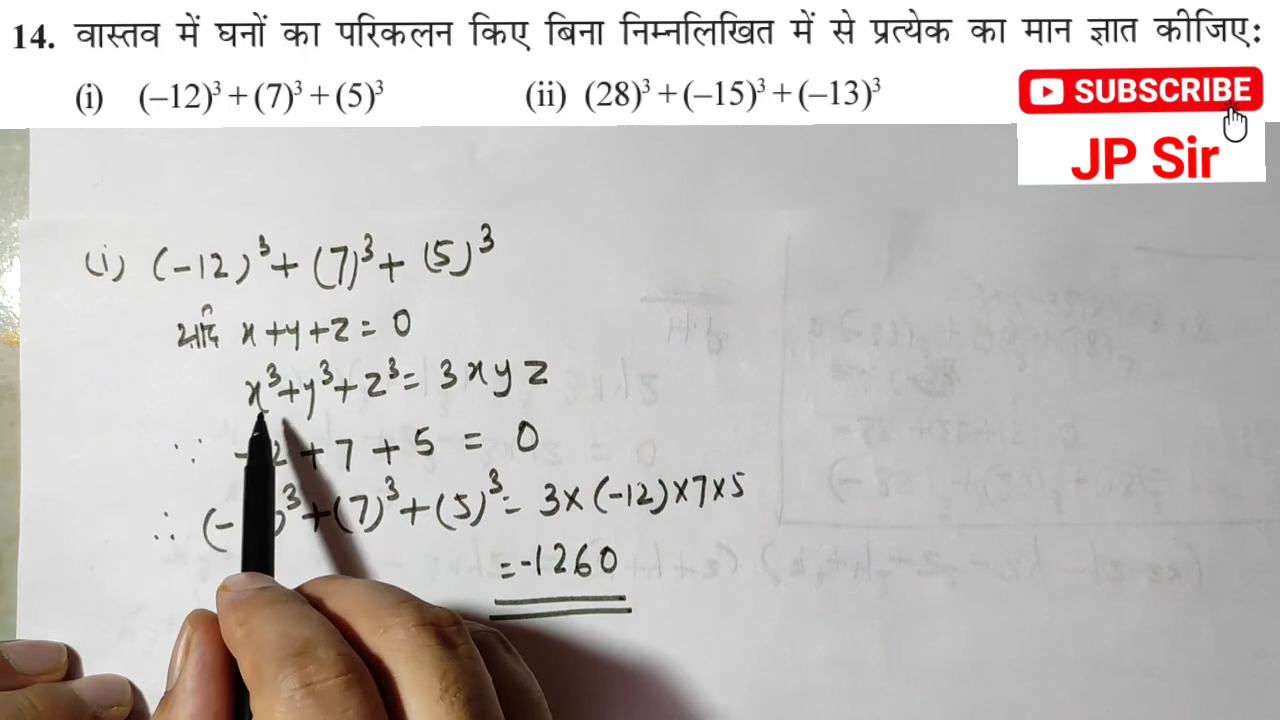 14. वास्तव में घनों का परिकलन किए बिना निम्नलिखित में से प्रत्येक का मान ज्ञात कीजिए:
(i) (–12)³ + (7)³ + (5)³ (ii) (28)³ + (–15)³ + (–13)³
SUBSCRIBE
JP Sir
(i) (-12)³ + (7)³ + (5)³
यदि x + y + z = 0
x³ + y³ + z³ = 3xyz
∵ - 2 + 7 + 5 = 0
∴ (- )³ + (7)³ + (5)³ = 3 × (-12) × 7 × 5
= -1260